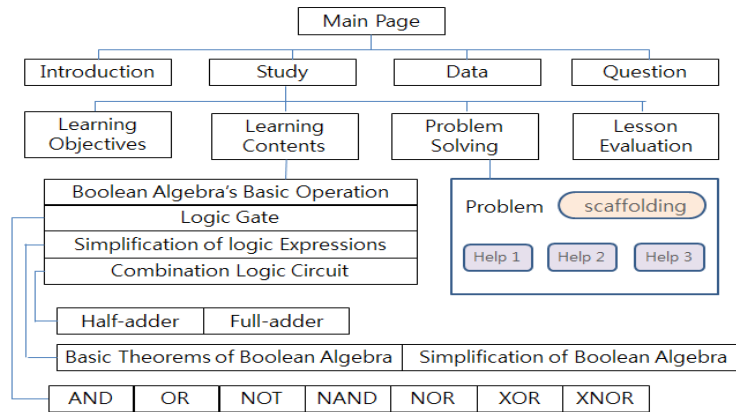 Main Page
Introduction
Study
Data
Question
Learning
Objectives
Learning
Contents
Problem
Solving
Lesson
Evaluation
Boolean Algebra's Basic Operation
Logic Gate
Simplification of logic Expressions
Combination Logic Circuit
Problem
scaffolding
Help 1
Help 2
Help 3
Half-adder
Full-adder
Basic Theorems of Boolean Algebra
Simplification of Boolean Algebra
AND
OR
NOT
NAND
NOR
XOR
XNOR